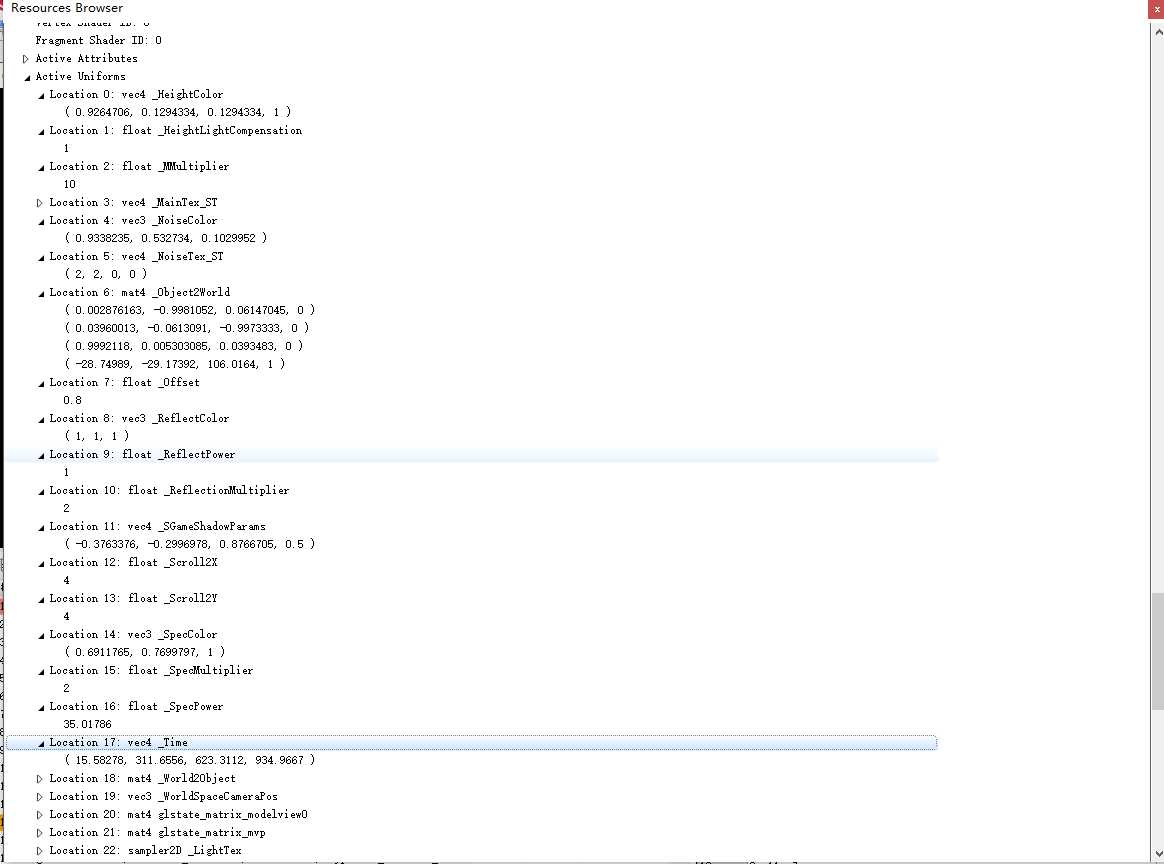 Resources Browser
Vertex Shader ID: 0
Fragment Shader ID: 0
Active Attributes
Active Uniforms
Location 0: vec4 _HeightColor
( 0.9264706, 0.1294334, 0.1294334, 1 )
Location 1: float _HeightLightCompensation
1
Location 2: float _MMultiplier
10
Location 3: vec4 _MainTex_ST
Location 4: vec3 _NoiseColor
( 0.9338235, 0.532734, 0.1029952 )
Location 5: vec4 _NoiseTex_ST
( 2, 2, 0, 0 )
Location 6: mat4 _Object2World
( 0.002876163, -0.9981052, 0.06147045, 0 )
( 0.03960013, -0.0613091, -0.9973333, 0 )
( 0.9992118, 0.005303085, 0.0393483, 0 )
( -28.74989, -29.17392, 106.0164, 1 )
Location 7: float _Offset
0.8
Location 8: vec3 _ReflectColor
( 1, 1, 1 )
Location 9: float _ReflectPower
1
Location 10: float _ReflectionMultiplier
2
Location 11: vec4 _SGameShadowParams
( -0.3763376, -0.2996978, 0.8766705, 0.5 )
Location 12: float _Scroll2X
4
Location 13: float _Scroll2Y
4
Location 14: vec3 _SpecColor
( 0.6911765, 0.7699797, 1 )
Location 15: float _SpecMultiplier
2
Location 16: float _SpecPower
35.01786
Location 17: vec4 _Time
( 15.58278, 311.6556, 623.3112, 934.9667 )
Location 18: mat4 _World2Object
Location 19: vec3 _WorldSpaceCameraPos
Location 20: mat4 glstate_matrix_modelview0
Location 21: mat4 glstate_matrix_mvp
Location 22: sampler2D _LightTex